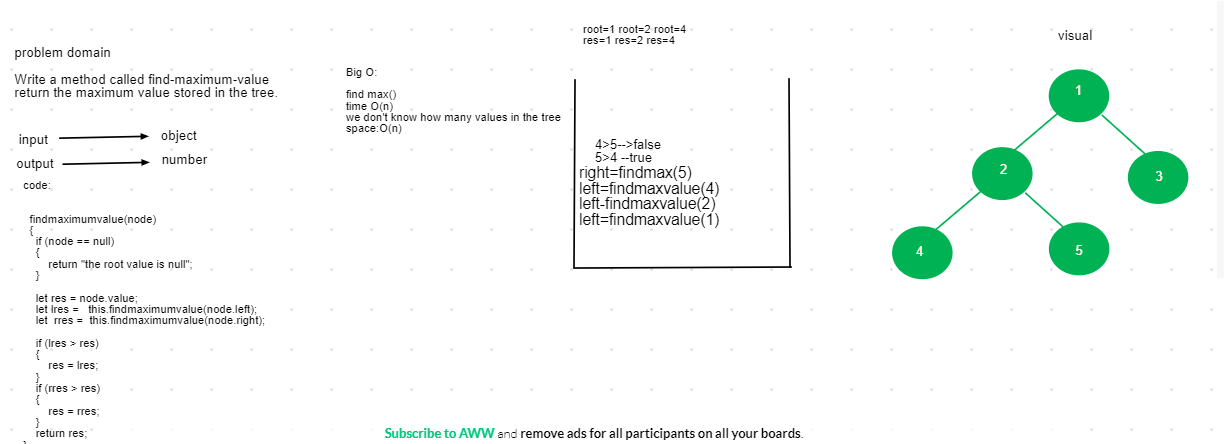 problem domain
Write a method called find-maximum-value
return the maximum value stored in the tree.
input
object
output
number
code:
findmaximumvalue(node)
{
if (node == null)
{
return "the root value is null";
}
let res = node.value;
let lres = this.findmaximumvalue(node.left);
let rres = this.findmaximumvalue(node.right);
if (lres > res)
{
res = lres;
}
if (rres > res)
{
res = rres;
}
return res;
Big O:
find max()
time O(n)
we don't know how many values in the tree
space:O(n)
root=1 root=2 root=4
res=1 res=2 res=4
4>5-->false
5>4 --true
right=findmax(5)
left=findmaxvalue(4)
left-findmaxvalue(2)
left=findmaxvalue(1)
visual
1
2
3
4
5
Subscribe to AWW and remove ads for all participants on all your boards.